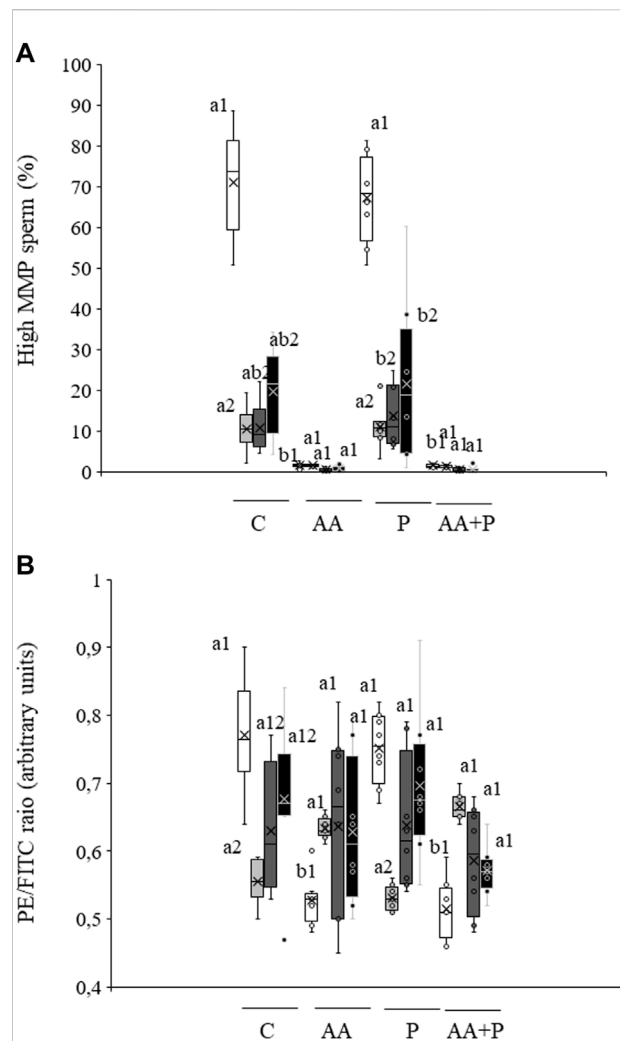 A
High MMP sperm (%)
100
90
80
70
60
50
40
30
20
10
0
a1
a2
ab2
ab2
b1
a1
a1
a1
a1
a2
b2
b2
b1
a1
a1
a1
C AA P AA+P
B
PE/FITC raio (arbitrary units)
1
0,9
0,8
0,7
0,6
0,5
0,4
a1
a2
a12
a12
b1
a1
a1
a1
a1
a2
a1
a1
b1
a1
a1
a1
C AA P AA+P